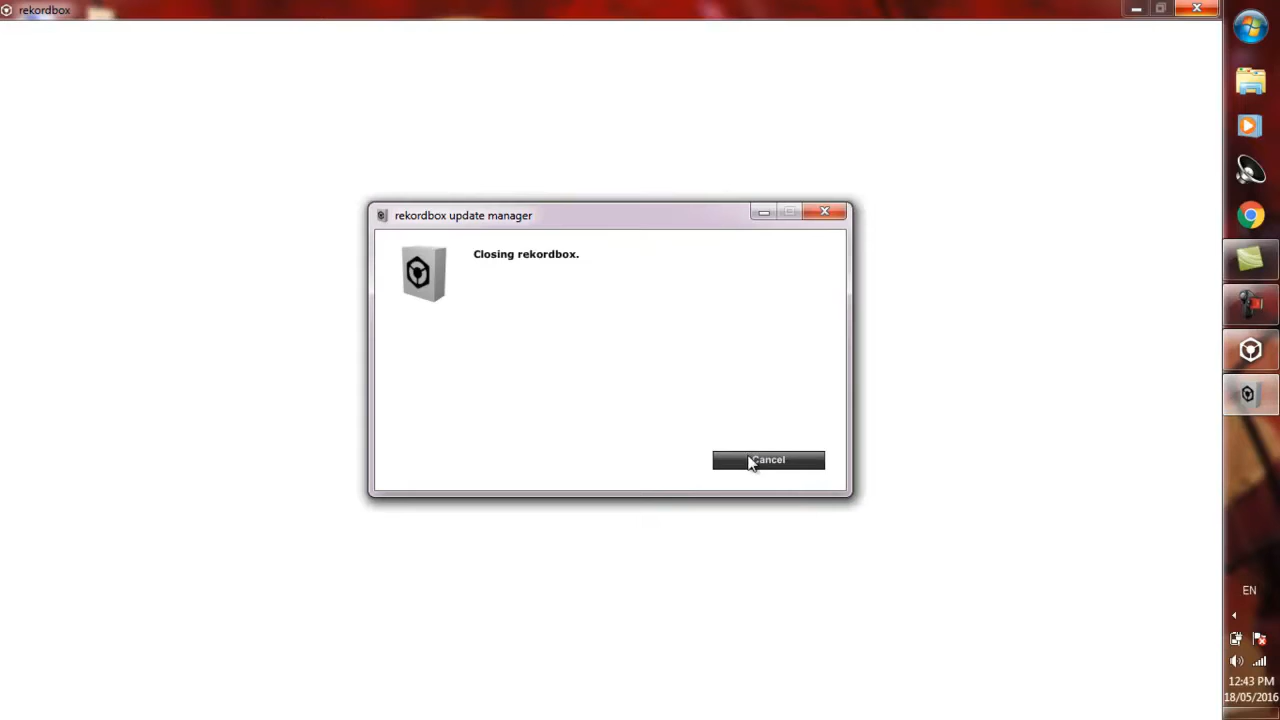 rekordbox
rekordbox update manager
Closing rekordbox.
Cancel
EN
12:43 PM
18/05/2016